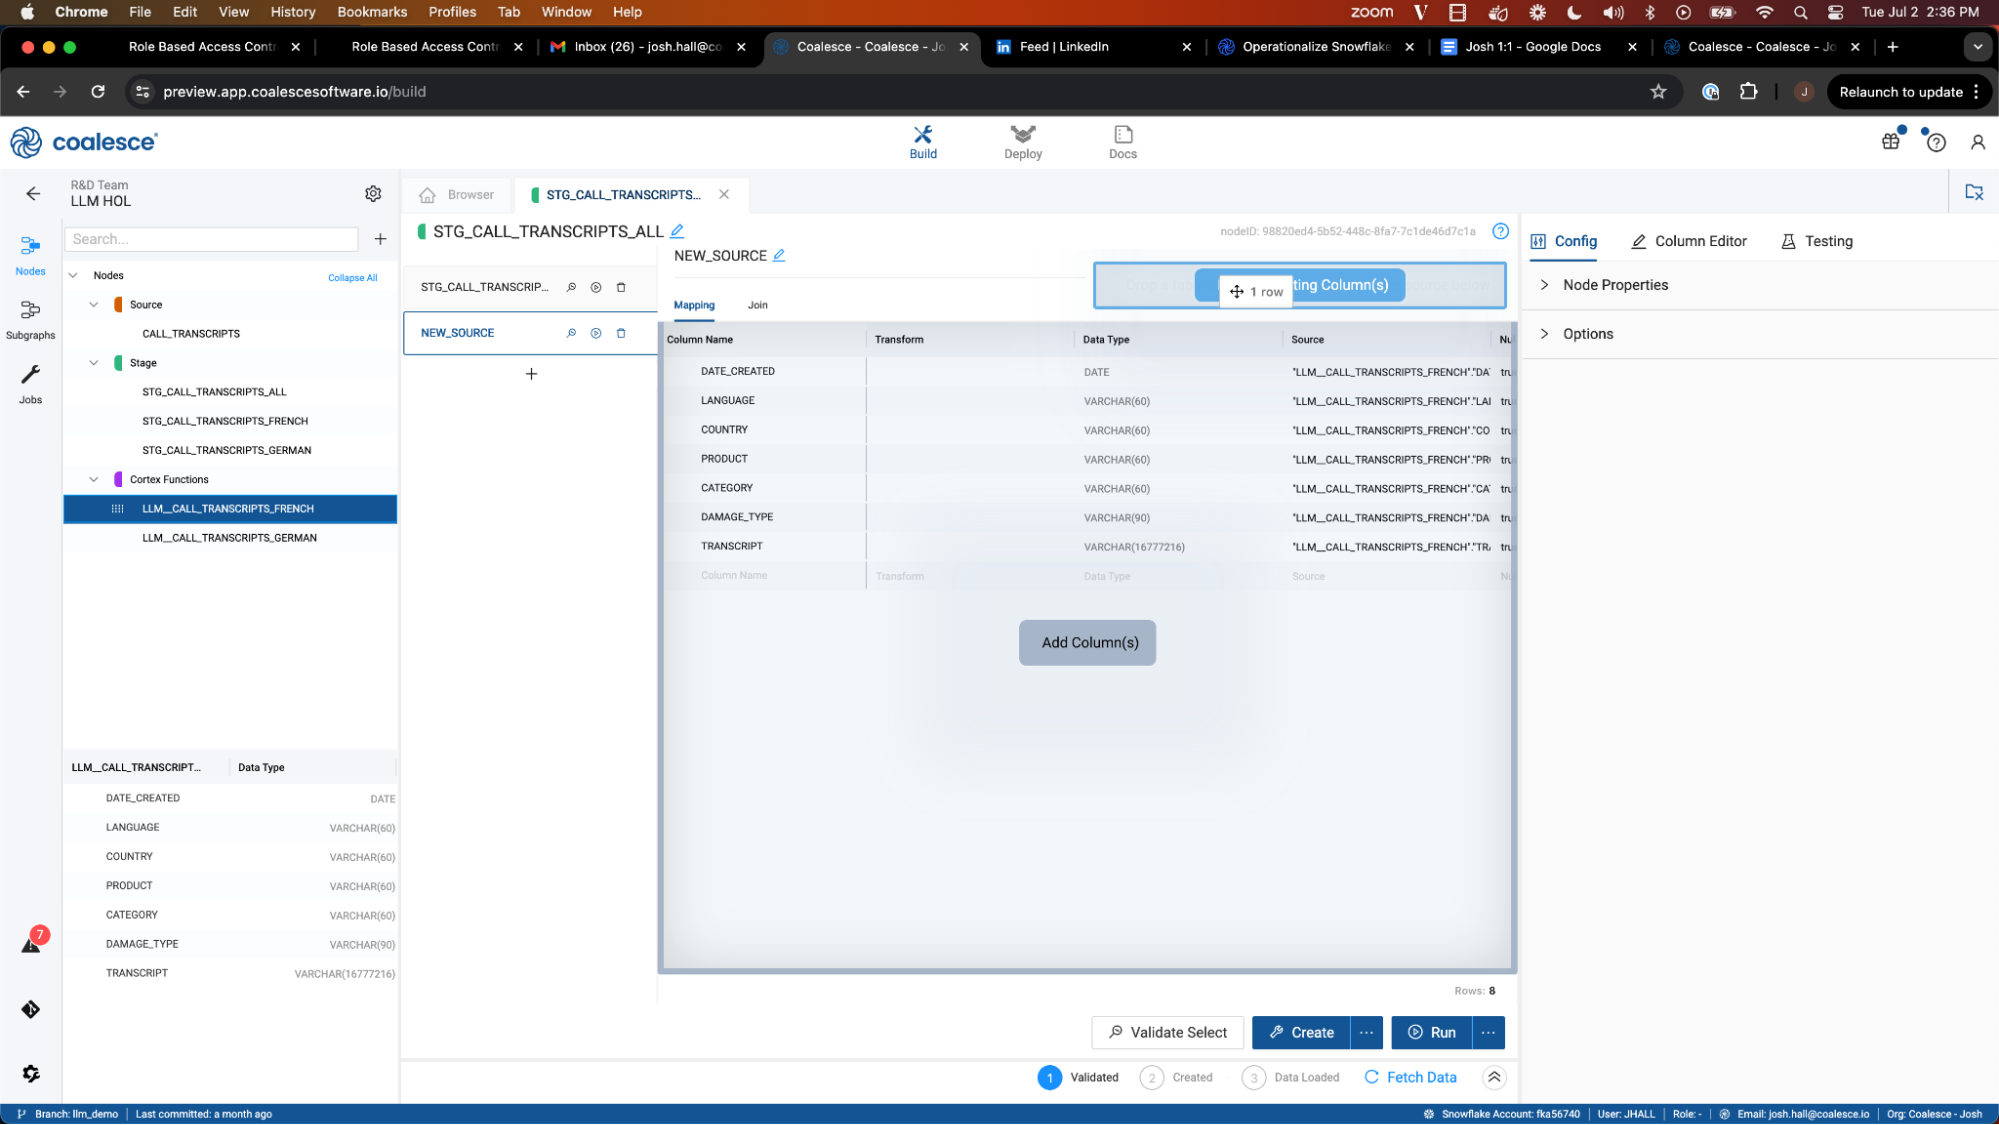 Chrome File Edit View History Bookmarks Profiles Tab Window Help zoom Tue Jul 2 2:36 PM
Role Based Access Contr Role Based Access Contr Inbox (26) - josh.hall@co Coalesce - Coalesce - Jo Feed | LinkedIn Operationalize Snowflake Josh 1:1 - Google Docs Coalesce - Coalesce - Jo
preview.app.coalescesoftware.io/build J Relaunch to update
coalesce Build Deploy Docs
R&D Team
LLM HOL
Browser STG_CALL_TRANSCRIPTS...
Search...
STG_CALL_TRANSCRIPTS_ALL nodeID: 98820ed4-5b52-448c-8fa7-7c1de46d7c1a
Config Column Editor Testing
Nodes
Subgraphs
Jobs
7
Nodes Collapse All
Source
CALL_TRANSCRIPTS
Stage
STG_CALL_TRANSCRIPTS_ALL
STG_CALL_TRANSCRIPTS_FRENCH
STG_CALL_TRANSCRIPTS_GERMAN
Cortex Functions
LLM__CALL_TRANSCRIPTS_FRENCH
LLM__CALL_TRANSCRIPTS_GERMAN
LLM__CALL_TRANSCRIPT... Data Type
DATE_CREATED DATE
LANGUAGE VARCHAR(60)
COUNTRY VARCHAR(60)
PRODUCT VARCHAR(60)
CATEGORY VARCHAR(60)
DAMAGE_TYPE VARCHAR(90)
TRANSCRIPT VARCHAR(16777216)
STG_CALL_TRANSCRIP...
NEW_SOURCE
NEW_SOURCE
1 row ting Column(s)
Mapping Join
Column Name Transform Data Type Source Nu
DATE_CREATED DATE "LLM__CALL_TRANSCRIPTS_FRENCH"."DA tru
LANGUAGE VARCHAR(60) "LLM__CALL_TRANSCRIPTS_FRENCH"."LAI tru
COUNTRY VARCHAR(60) "LLM__CALL_TRANSCRIPTS_FRENCH"."CO tru
PRODUCT VARCHAR(60) "LLM__CALL_TRANSCRIPTS_FRENCH"."PR tru
CATEGORY VARCHAR(60) "LLM__CALL_TRANSCRIPTS_FRENCH"."CA tru
DAMAGE_TYPE VARCHAR(90) "LLM__CALL_TRANSCRIPTS_FRENCH"."DA tru
TRANSCRIPT VARCHAR(16777216) "LLM__CALL_TRANSCRIPTS_FRENCH"."TR tru
Column Name Transform Data Type Source Nu
Add Column(s)
Rows: 8
Validate Select Create Run
1 Validated 2 Created 3 Data Loaded Fetch Data
Node Properties
Options
Branch: llm_demo Last committed: a month ago Snowflake Account: fka56740 User: JHALL Role: - Email: josh.hall@coalesce.io Org: Coalesce - Josh